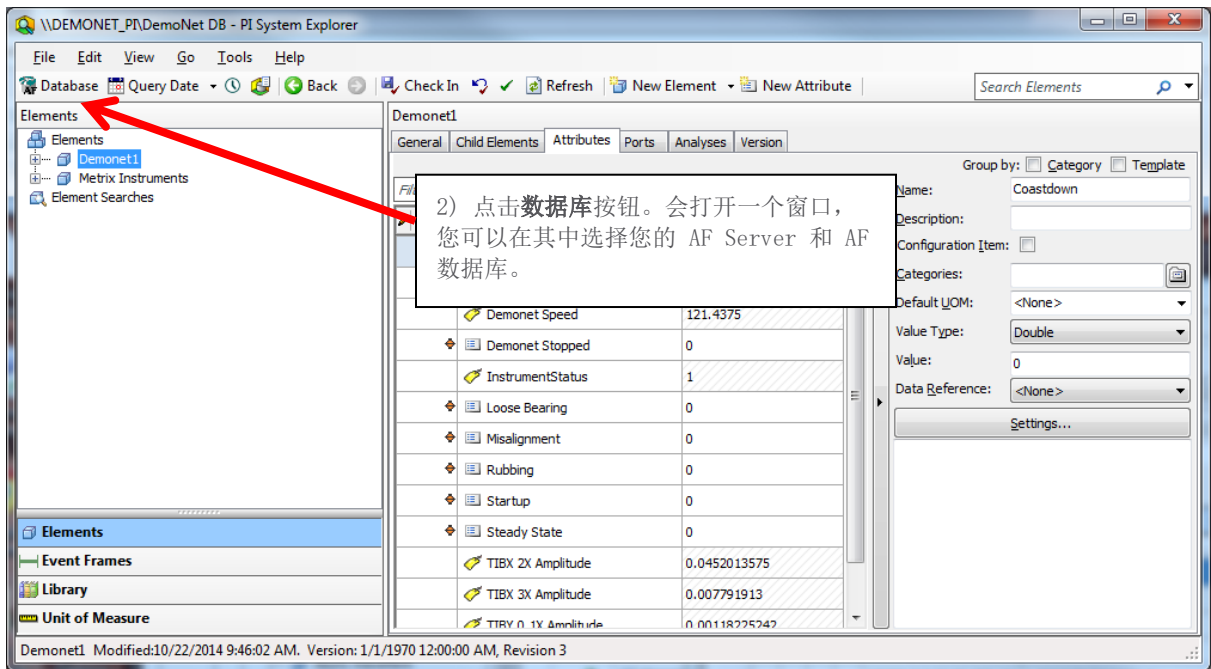 \\DEMONET_PI\DemoNet DB - PI System Explorer
File Edit View Go Tools Help
Database Query Date Back Check In Refresh New Element New Attribute Search Elements
Elements
Elements
Demonet1
Metrix Instruments
Element Searches
Elements
Event Frames
Library
Unit of Measure
Demonet1
General Child Elements Attributes Ports Analyses Version
Group by: Category Template
2) 点击数据库按钮。会打开一个窗口，
您可以在其中选择您的 AF Server 和 AF
数据库。
Demonet Speed 121.4375
Demonet Stopped 0
InstrumentStatus 1
Loose Bearing 0
Misalignment 0
Rubbing 0
Startup 0
Steady State 0
TIBX 2X Amplitude 0.0452013575
TIBX 3X Amplitude 0.007791913
TIBY 0.1X Amplitude 0.00118225242
Name: Coastdown
Description:
Configuration Item:
Categories:
Default UOM: <None>
Value Type: Double
Value: 0
Data Reference: <None>
Settings...
Demonet1 Modified:10/22/2014 9:46:02 AM. Version: 1/1/1970 12:00:00 AM, Revision 3